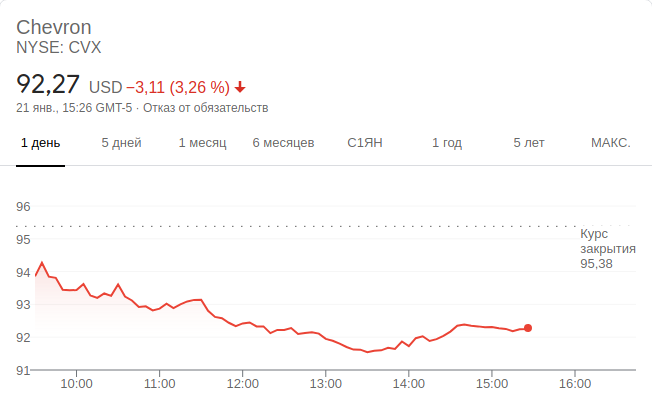 Chevron
NYSE: CVX
92,27 USD −3,11 (3,26 %)
21 янв., 15:26 GMT-5 · Отказ от обязательств
1 день 5 дней 1 месяц 6 месяцев С1ЯН 1 год 5 лет МАКС.
96
95
94
93
92
91
Курс
закрытия
95,38
10:00 11:00 12:00 13:00 14:00 15:00 16:00